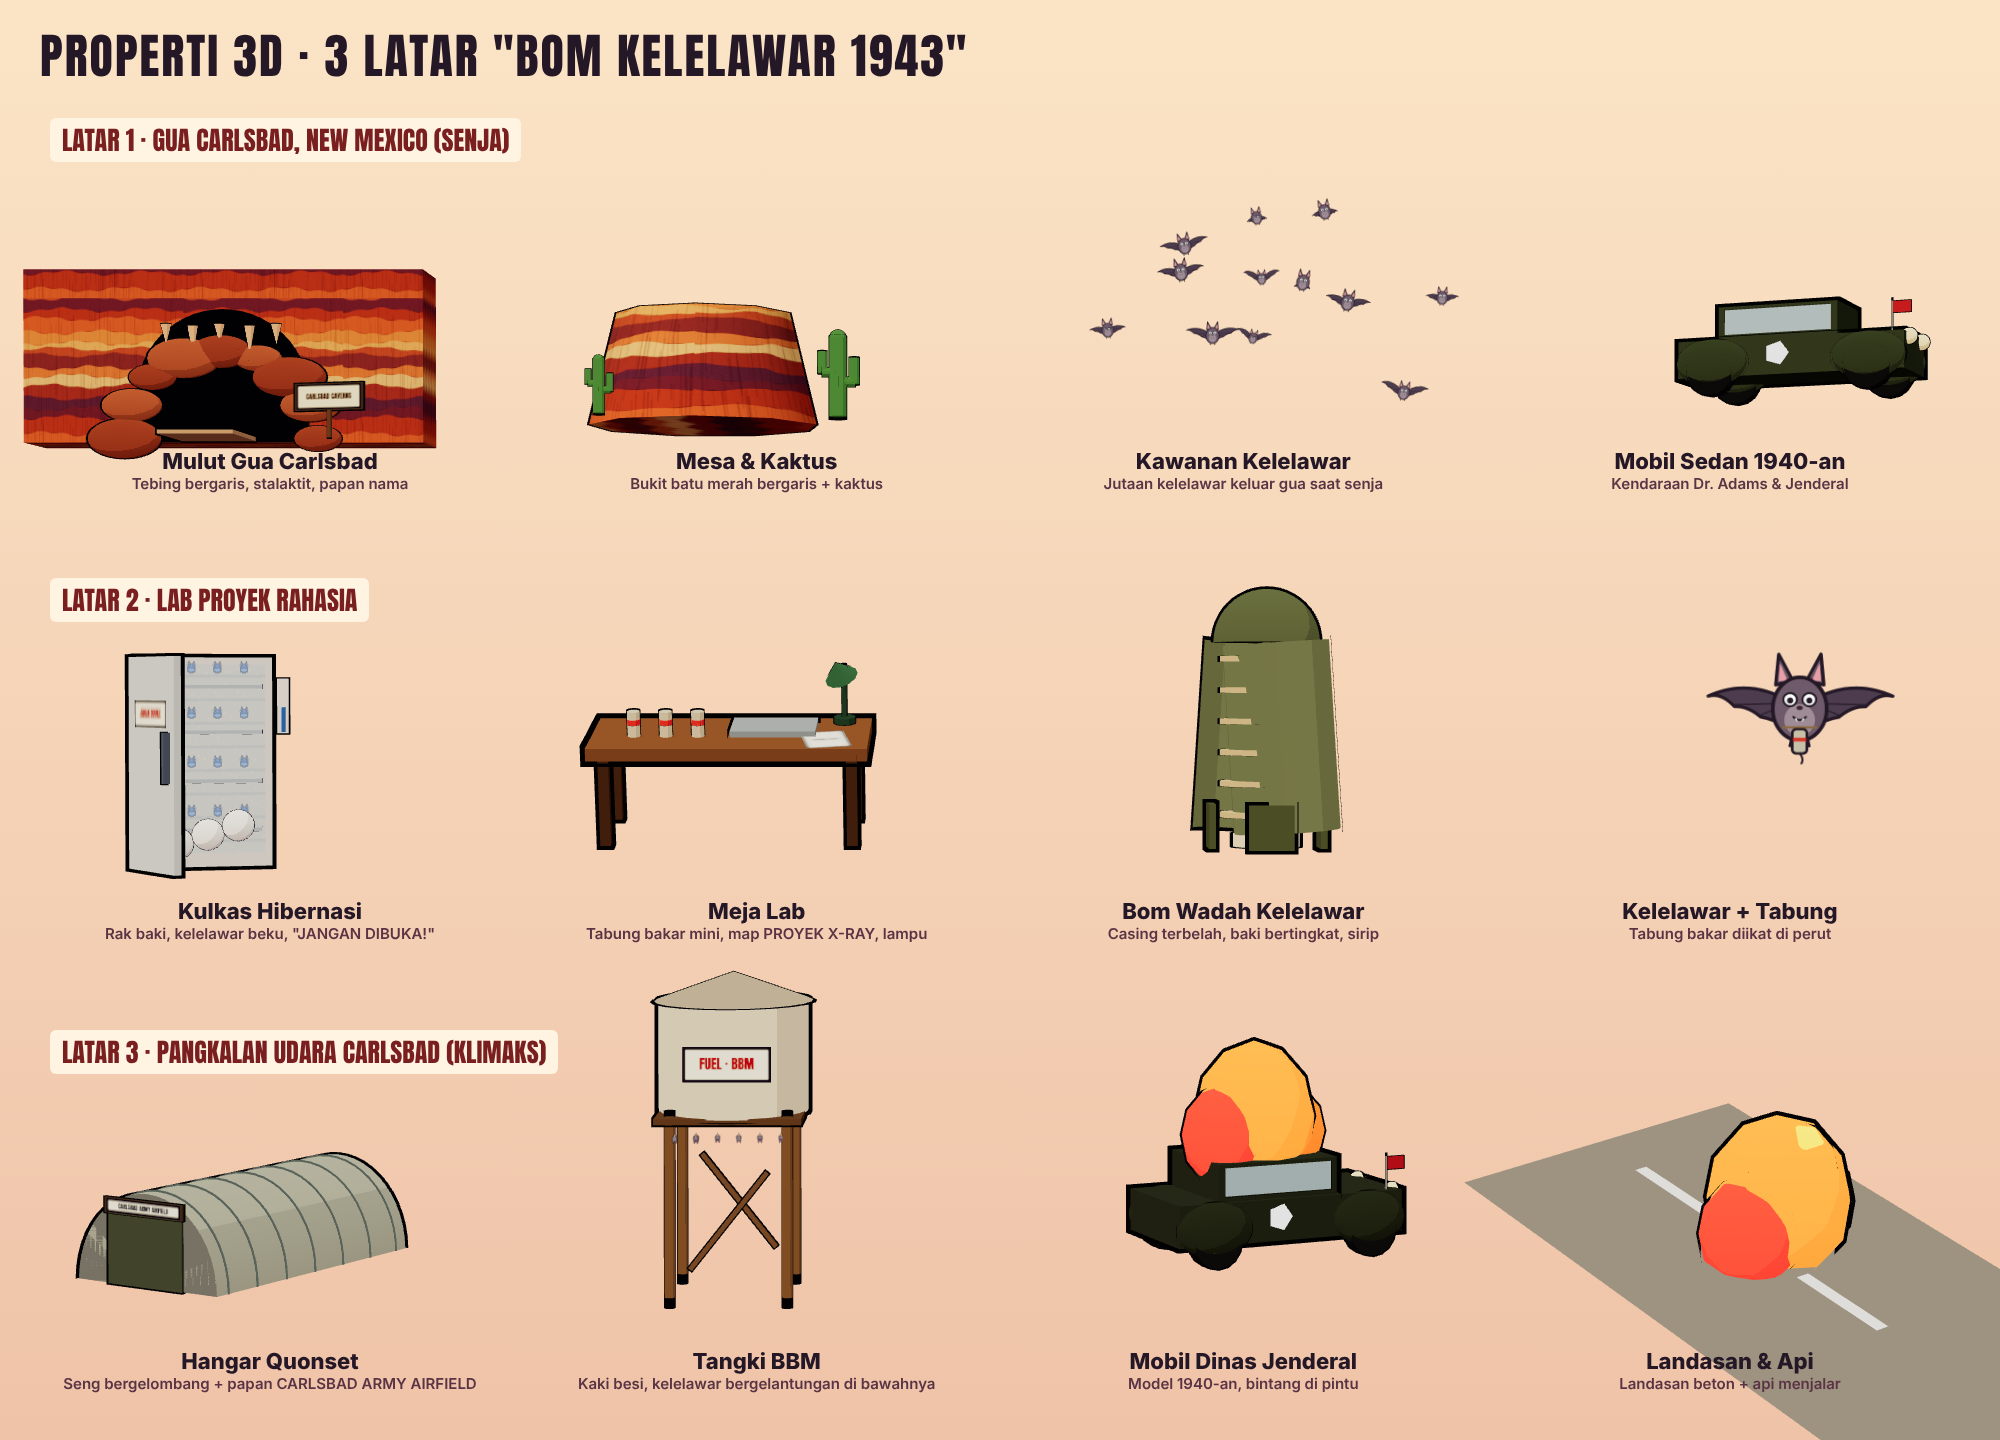 PROPERTI 3D · 3 LATAR "BOM KELELAWAR 1943"
LATAR 1 · GUA CARLSBAD, NEW MEXICO (SENJA)
CARLSBAD CAVERNS
Mulut Gua Carlsbad
Tebing bergaris, stalaktit, papan nama
Mesa & Kaktus
Bukit batu merah bergaris + kaktus
Kawanan Kelelawar
Jutaan kelelawar keluar gua saat senja
Mobil Sedan 1940-an
Kendaraan Dr. Adams & Jenderal
LATAR 2 · LAB PROYEK RAHASIA
Kulkas Hibernasi
Rak baki, kelelawar beku, "JANGAN DIBUKA!"
Meja Lab
Tabung bakar mini, map PROYEK X-RAY, lampu
Bom Wadah Kelelawar
Casing terbelah, baki bertingkat, sirip
Kelelawar + Tabung
Tabung bakar diikat di perut
LATAR 3 · PANGKALAN UDARA CARLSBAD (KLIMAKS)
CARLSBAD ARMY AIRFIELD
Hangar Quonset
Seng bergelombang + papan CARLSBAD ARMY AIRFIELD
FUEL · BBM
Tangki BBM
Kaki besi, kelelawar bergelantungan di bawahnya
Mobil Dinas Jenderal
Model 1940-an, bintang di pintu
Landasan & Api
Landasan beton + api menjalar